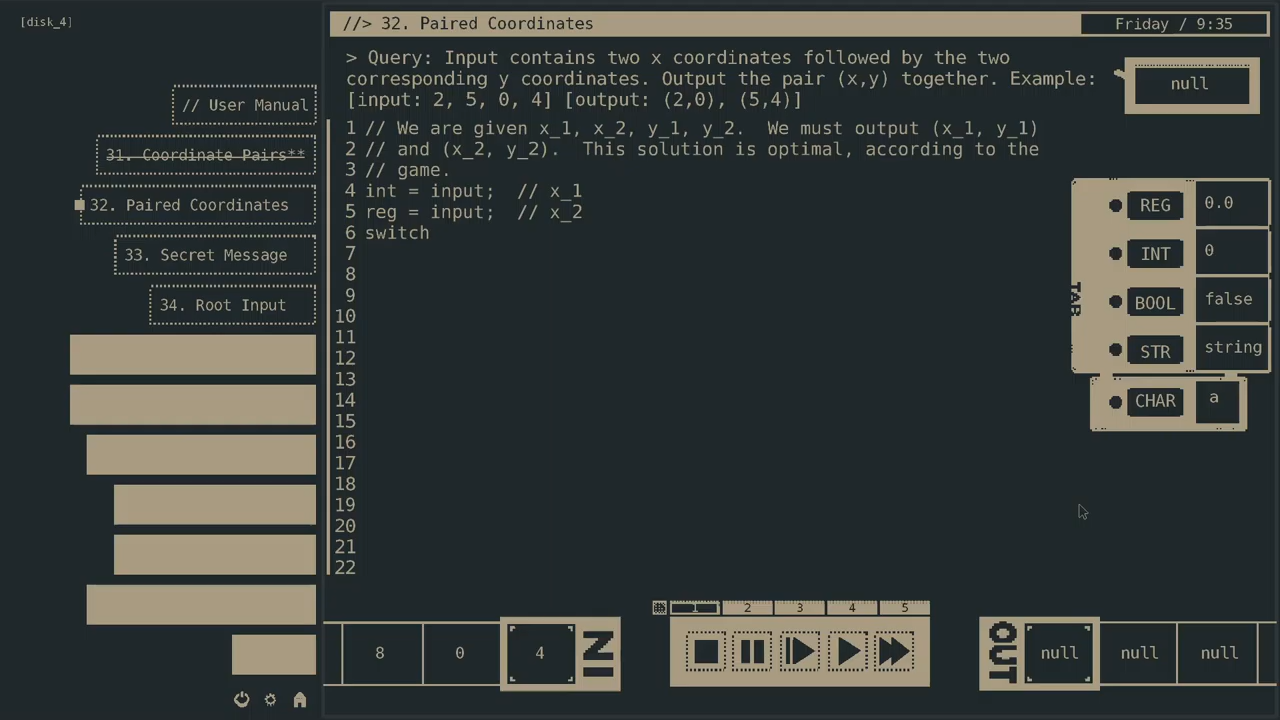 [disk_4]
//> 32. Paired Coordinates
Friday / 9:35
> Query: Input contains two x coordinates followed by the two
corresponding y coordinates. Output the pair (x,y) together. Example:
[input: 2, 5, 0, 4] [output: (2,0), (5,4)]
null
// User Manual
31. Coordinate Pairs**
32. Paired Coordinates
33. Secret Message
34. Root Input
1 // We are given x_1, x_2, y_1, y_2.  We must output (x_1, y_1)
2 // and (x_2, y_2).  This solution is optimal, according to the
3 // game.
4 int = input;  // x_1
5 reg = input;  // x_2
6 switch
7
8
9
10
11
12
13
14
15
16
17
18
19
20
21
22
TAB
REG 0.0
INT 0
BOOL false
STR string
CHAR a
1 2 3 4 5
8 0 4 IN
OUT null null null